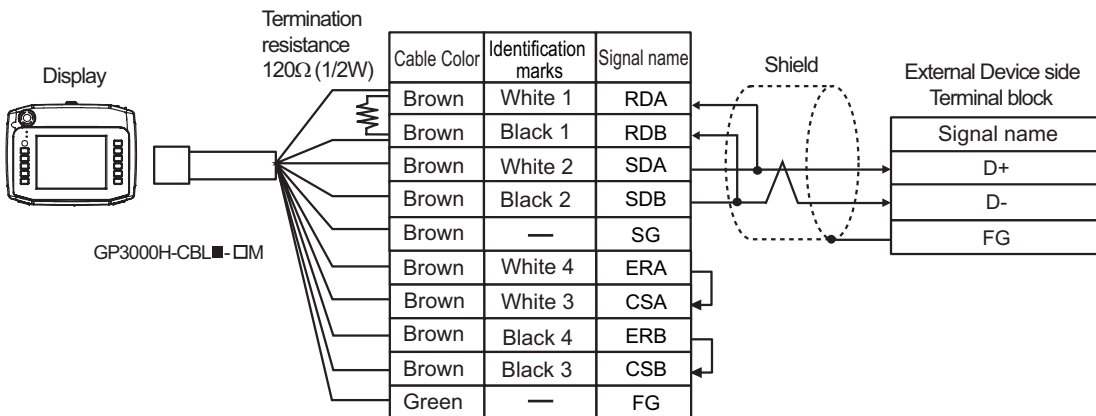 Display
GP3000H-CBL■-□M
Termination
resistance
120Ω (1/2W)
Cable Color Identification marks Signal name
Brown White 1 RDA
Brown Black 1 RDB
Brown White 2 SDA
Brown Black 2 SDB
Brown — SG
Brown White 4 ERA
Brown White 3 CSA
Brown Black 4 ERB
Brown Black 3 CSB
Green — FG
Shield
External Device side
Terminal block
Signal name
D+
D-
FG